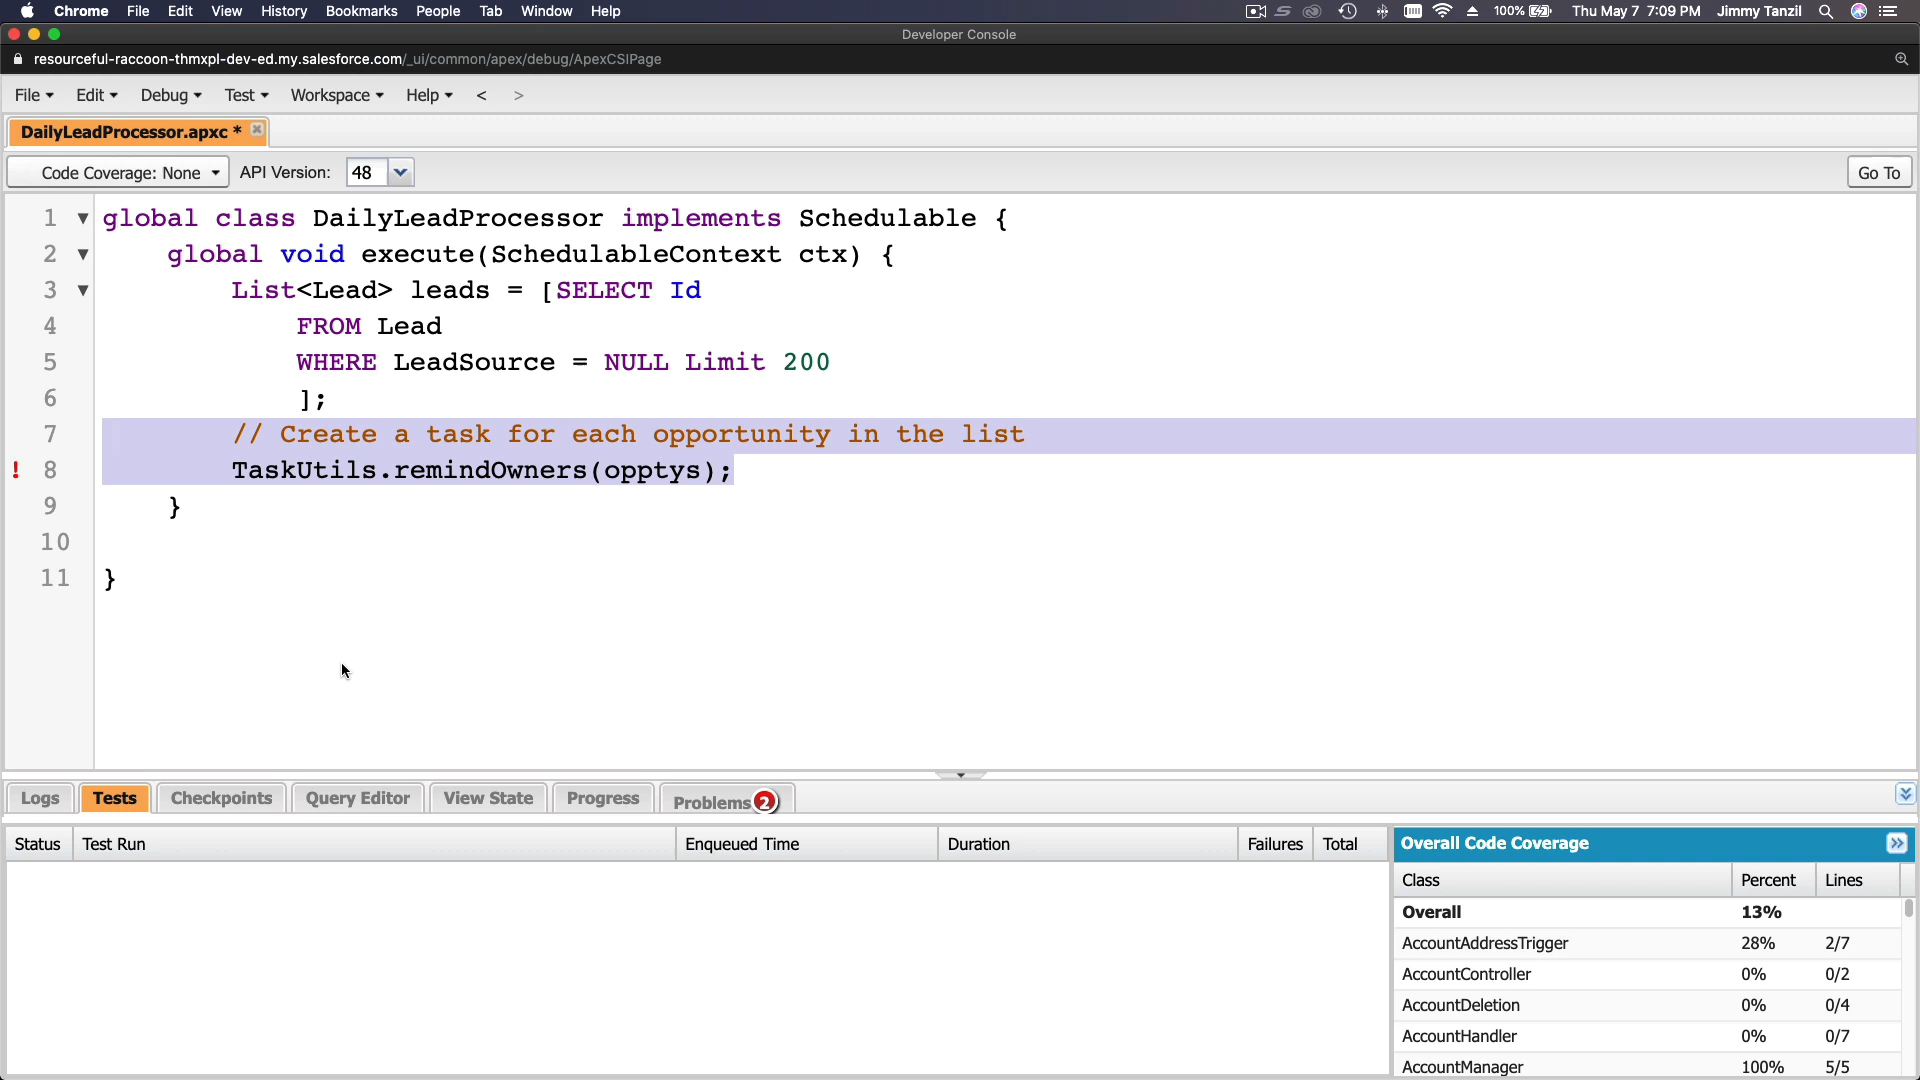 Chrome File Edit View History Bookmarks People Tab Window Help 100% Thu May 7 7:09 PM Jimmy Tanzil
Developer Console
resourceful-raccoon-thmxpl-dev-ed.my.salesforce.com/_ui/common/apex/debug/ApexCSIPage
File Edit Debug Test Workspace Help < >
DailyLeadProcessor.apxc *
Code Coverage: None API Version: 48 Go To
1 global class DailyLeadProcessor implements Schedulable {
2 global void execute(SchedulableContext ctx) {
3 List<Lead> leads = [SELECT Id
4 FROM Lead
5 WHERE LeadSource = NULL Limit 200
6 ];
7 // Create a task for each opportunity in the list
! 8 TaskUtils.remindOwners(opptys);
9 }
10
11 }
Logs Tests Checkpoints Query Editor View State Progress Problems 2
Status Test Run Enqueued Time Duration Failures Total
Overall Code Coverage
Class Percent Lines
Overall 13%
AccountAddressTrigger 28% 2/7
AccountController 0% 0/2
AccountDeletion 0% 0/4
AccountHandler 0% 0/7
AccountManager 100% 5/5